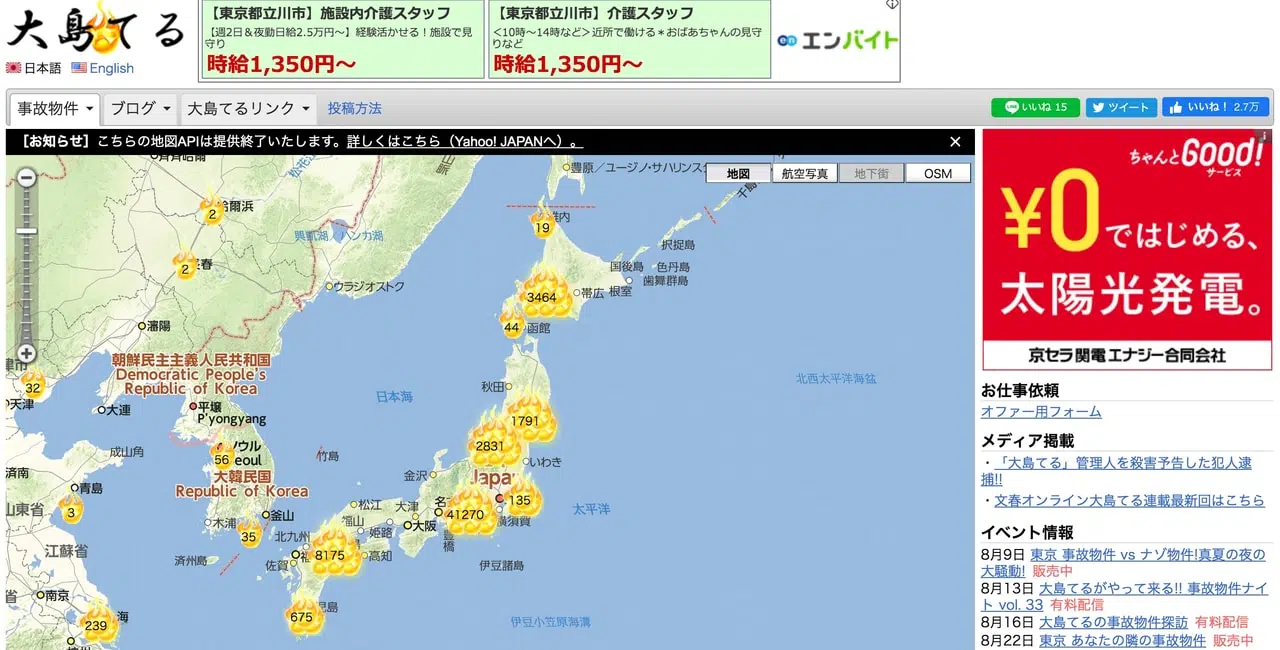 大島てる
日本語 English
【東京都立川市】施設内介護スタッフ
【週2日＆夜勤日給2.5万円〜】経験活かせる！施設で見
守り
時給1,350円〜
【東京都立川市】介護スタッフ
＜10時〜14時など＞近所で働ける＊おばあちゃんの見守
りなど
時給1,350円〜
en エンバイト
事故物件 ブログ 大島てるリンク 投稿方法
いいね 15 ツイート いいね！ 2.7万
【お知らせ】こちらの地図APIは提供終了いたします。詳しくはこちら（Yahoo! JAPANへ）。
地図 航空写真 地下街 OSM
豊原／ユージノ・サハリンスク
哈爾浜
2
興凱湖／ハンカ湖
稚内
19
択捉島
長春
2
国後島 色丹島
歯舞群島
ウラジオストク
3464
帯広 根室
瀋陽
44
函館
朝鮮民主主義人民共和国
Democratic People's
Republic of Korea
北西太平洋海盆
32
天津
秋田
日本海
大連
平壌
P'yongyang
1791
成山角
2831
ソウル
Seoul
56
竹島
いわき
済南
金沢
大韓民国
Republic of Korea
Japan
青島
135
3
山東省
松江
大津
41270
太平洋
木浦
釜山
福山
大阪
横須賀
35
北九州
姫路
豊橋
江蘇省
済州島
佐賀
8175
高知
伊豆諸島
南京
675
239
伊豆小笠原海溝
ちゃんとGood!
サービス
¥0ではじめる、
太陽光発電。
京セラ関電エナジー合同会社
お仕事依頼
オファー用フォーム
メディア掲載
・「大島てる」管理人を殺害予告した犯人逮
捕!!
・文春オンライン大島てる連載最新回はこちら
イベント情報
8月9日 東京 事故物件 vs ナゾ物件!真夏の夜の
大騒動! 販売中
8月13日 大島てるがやって来る!! 事故物件ナイ
ト vol. 33 有料配信
8月16日 大島てるの事故物件探訪 有料配信
8月22日 東京 あなたの隣の事故物件 販売中